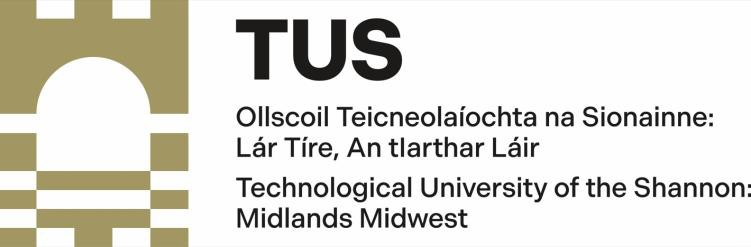 TUS
Ollscoil Teicneolaíochta na Sionainne:
Lár Tíre, An tIarthar Láir
Technological University of the Shannon:
Midlands Midwest